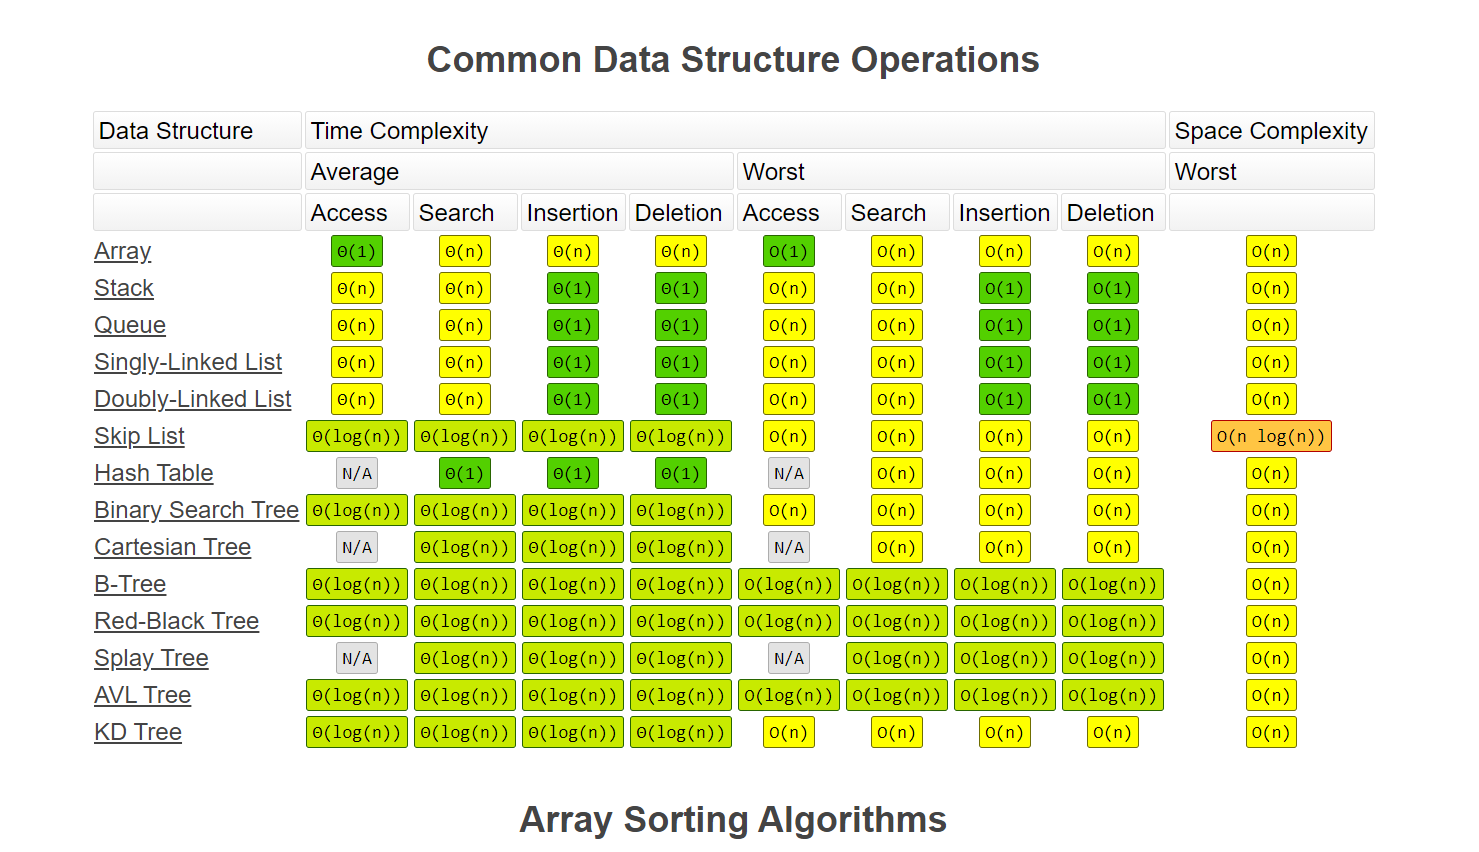 Common Data Structure Operations
Data Structure Time Complexity Space Complexity
Average Worst Worst
Access Search Insertion Deletion Access Search Insertion Deletion
Array Θ(1) Θ(n) Θ(n) Θ(n) O(1) O(n) O(n) O(n) O(n)
Stack Θ(n) Θ(n) Θ(1) Θ(1) O(n) O(n) O(1) O(1) O(n)
Queue Θ(n) Θ(n) Θ(1) Θ(1) O(n) O(n) O(1) O(1) O(n)
Singly-Linked List Θ(n) Θ(n) Θ(1) Θ(1) O(n) O(n) O(1) O(1) O(n)
Doubly-Linked List Θ(n) Θ(n) Θ(1) Θ(1) O(n) O(n) O(1) O(1) O(n)
Skip List Θ(log(n)) Θ(log(n)) Θ(log(n)) Θ(log(n)) O(n) O(n) O(n) O(n) O(n log(n))
Hash Table N/A Θ(1) Θ(1) Θ(1) N/A O(n) O(n) O(n) O(n)
Binary Search Tree Θ(log(n)) Θ(log(n)) Θ(log(n)) Θ(log(n)) O(n) O(n) O(n) O(n) O(n)
Cartesian Tree N/A Θ(log(n)) Θ(log(n)) Θ(log(n)) N/A O(n) O(n) O(n) O(n)
B-Tree Θ(log(n)) Θ(log(n)) Θ(log(n)) Θ(log(n)) O(log(n)) O(log(n)) O(log(n)) O(log(n)) O(n)
Red-Black Tree Θ(log(n)) Θ(log(n)) Θ(log(n)) Θ(log(n)) O(log(n)) O(log(n)) O(log(n)) O(log(n)) O(n)
Splay Tree N/A Θ(log(n)) Θ(log(n)) Θ(log(n)) N/A O(log(n)) O(log(n)) O(log(n)) O(n)
AVL Tree Θ(log(n)) Θ(log(n)) Θ(log(n)) Θ(log(n)) O(log(n)) O(log(n)) O(log(n)) O(log(n)) O(n)
KD Tree Θ(log(n)) Θ(log(n)) Θ(log(n)) Θ(log(n)) O(n) O(n) O(n) O(n) O(n)
Array Sorting Algorithms